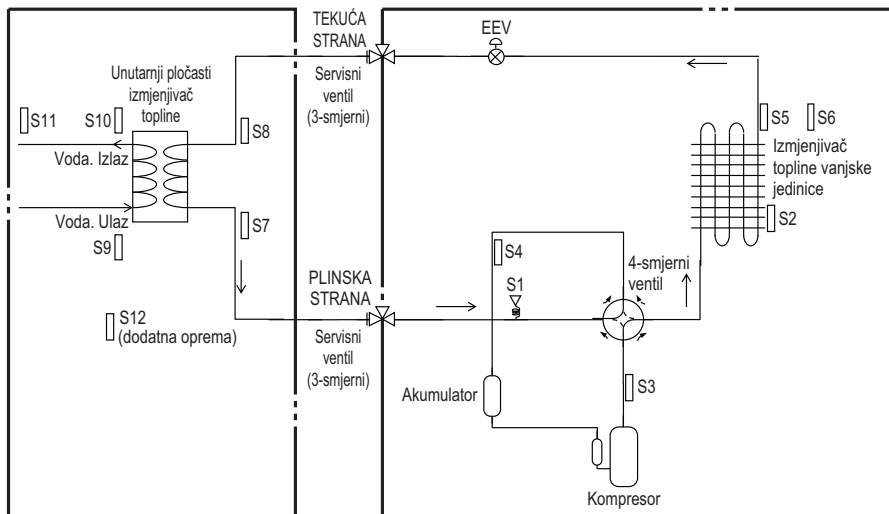 TEKUĆA
STRANA
EEV
Unutarnji pločasti
izmjenjivač
topline
Servisni
ventil
(3-smjerni)
S11
S10
S8
S5
S6
Voda. Izlaz
Izmjenjivač
topline vanjske
jedinice
Voda. Ulaz
S7
S2
S9
S4
4-smjerni
ventil
PLINSKA
STRANA
S1
S12
(dodatna oprema)
Servisni
ventil
(3-smjerni)
Akumulator
S3
Kompresor